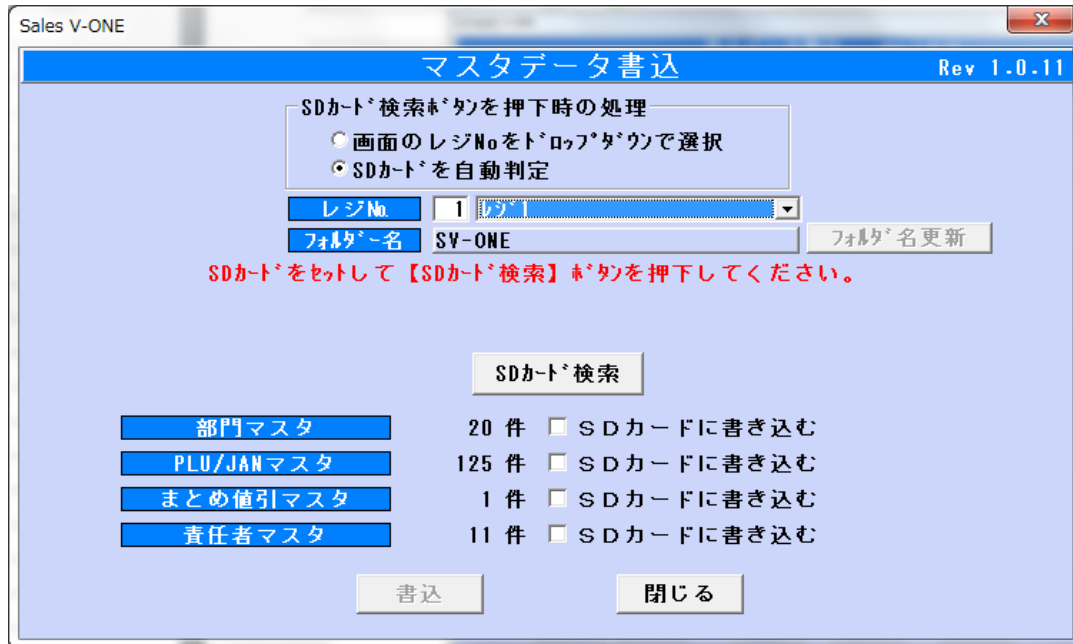 Sales V-ONE
マスタデータ書込 Rev 1.0.11
SDｶｰﾄﾞ検索ﾎﾞﾀﾝを押下時の処理
画面のレジNoをﾄﾞﾛｯﾌﾟﾀﾞｳﾝで選択
SDｶｰﾄﾞを自動判定
レジ№ 1 ﾚｼﾞ1
ﾌｫﾙﾀﾞｰ名 SV-ONE ﾌｫﾙﾀﾞ名更新
SDｶｰﾄﾞをｾｯﾄして【SDｶｰﾄﾞ検索】ﾎﾞﾀﾝを押下してください。
SDｶｰﾄﾞ検索
部門マスタ 20 件 ＳＤカードに書き込む
PLU/JANマスタ 125 件 ＳＤカードに書き込む
まとめ値引マスタ 1 件 ＳＤカードに書き込む
責任者マスタ 11 件 ＳＤカードに書き込む
書込 閉じる